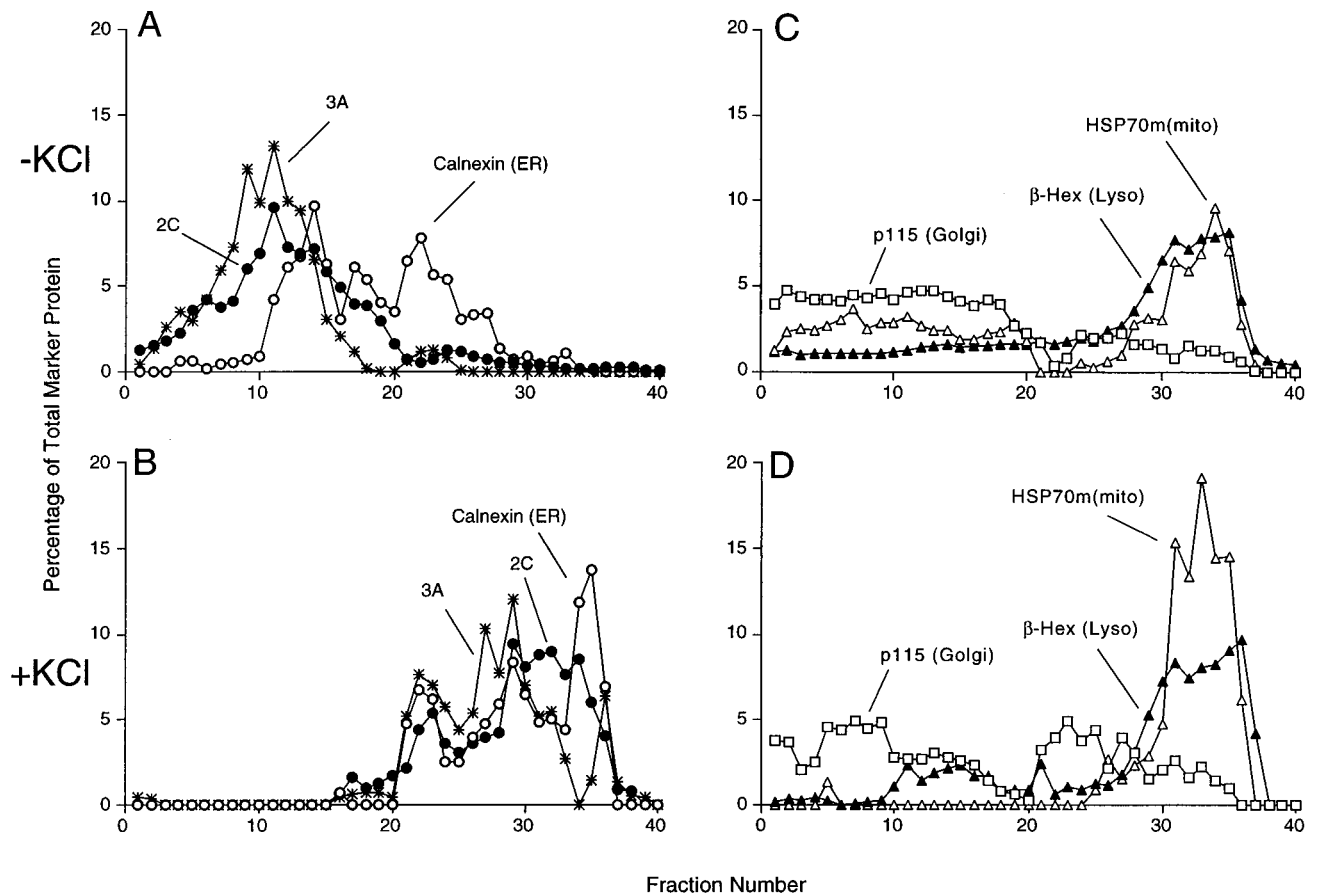 A
20
15
10
5
0
0
10
20
30
40
3A
Calnexin (ER)
2C
-KCl
C
20
15
10
5
0
0
10
20
30
40
HSP70m(mito)
β-Hex (Lyso)
p115 (Golgi)
Percentage of Total Marker Protein
B
20
15
10
5
0
0
10
20
30
40
Calnexin (ER)
2C
3A
+KCl
D
20
15
10
5
0
0
10
20
30
40
HSP70m(mito)
β-Hex (Lyso)
p115 (Golgi)
Fraction Number